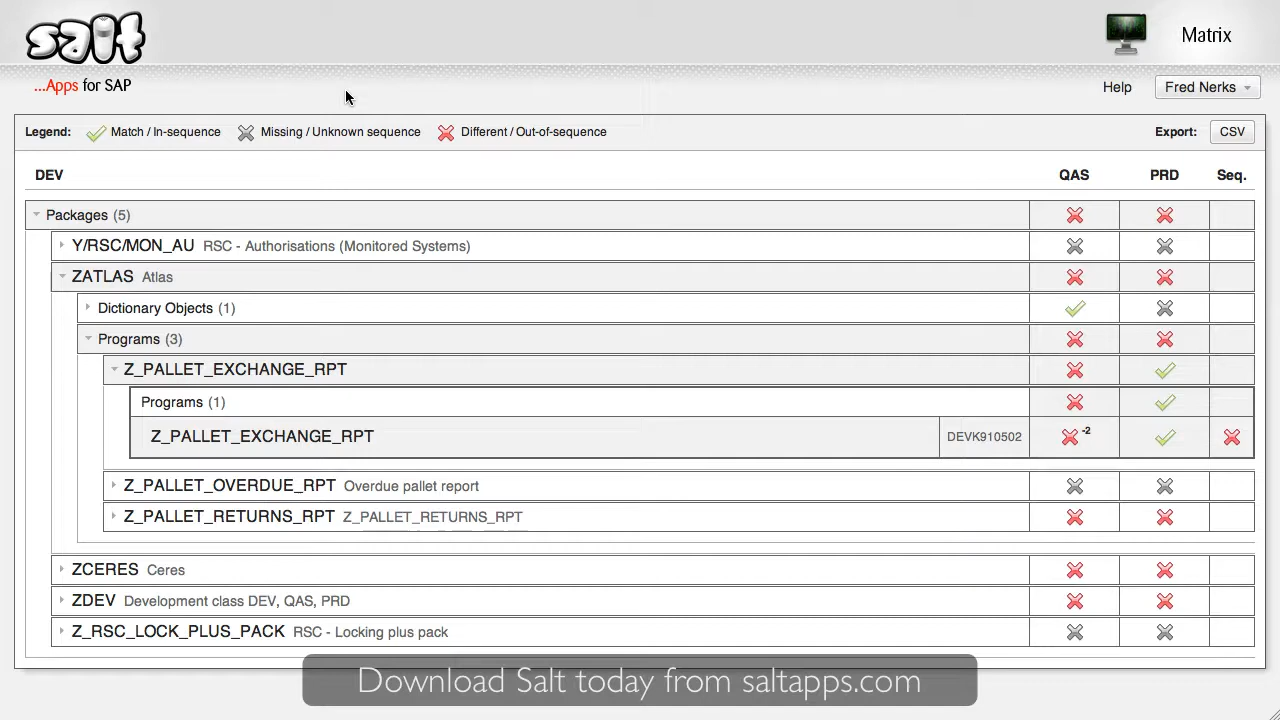 salt
Matrix
...Apps for SAP
Help
Fred Nerks
Legend: Match / In-sequence Missing / Unknown sequence Different / Out-of-sequence Export: CSV
DEV QAS PRD Seq.
Packages (5)
Y/RSC/MON_AU RSC - Authorisations (Monitored Systems)
ZATLAS Atlas
Dictionary Objects (1)
Programs (3)
Z_PALLET_EXCHANGE_RPT
Programs (1)
Z_PALLET_EXCHANGE_RPT DEVK910502 -2
Z_PALLET_OVERDUE_RPT Overdue pallet report
Z_PALLET_RETURNS_RPT Z_PALLET_RETURNS_RPT
ZCERES Ceres
ZDEV Development class DEV, QAS, PRD
Z_RSC_LOCK_PLUS_PACK RSC - Locking plus pack
Download Salt today from saltapps.com